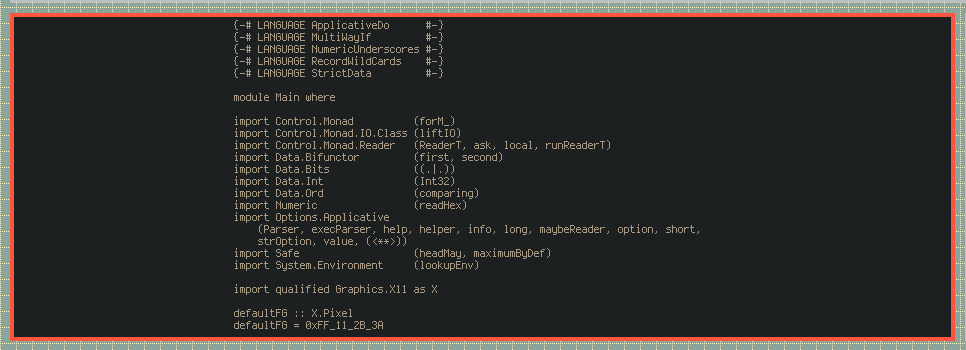 {-# LANGUAGE ApplicativeDo      #-}
{-# LANGUAGE MultiWayIf         #-}
{-# LANGUAGE NumericUnderscores #-}
{-# LANGUAGE RecordWildCards    #-}
{-# LANGUAGE StrictData         #-}

module Main where

import Control.Monad          (forM_)
import Control.Monad.IO.Class (liftIO)
import Control.Monad.Reader   (ReaderT, ask, local, runReaderT)
import Data.Bifunctor         (first, second)
import Data.Bits              ((.|.))
import Data.Int               (Int32)
import Data.Ord               (comparing)
import Numeric                (readHex)
import Options.Applicative
    (Parser, execParser, help, helper, info, long, maybeReader, option, short,
    strOption, value, (<**>))
import Safe                   (headMay, maximumByDef)
import System.Environment     (lookupEnv)

import qualified Graphics.X11 as X

defaultFG :: X.Pixel
defaultFG = 0xFF_11_2B_3A